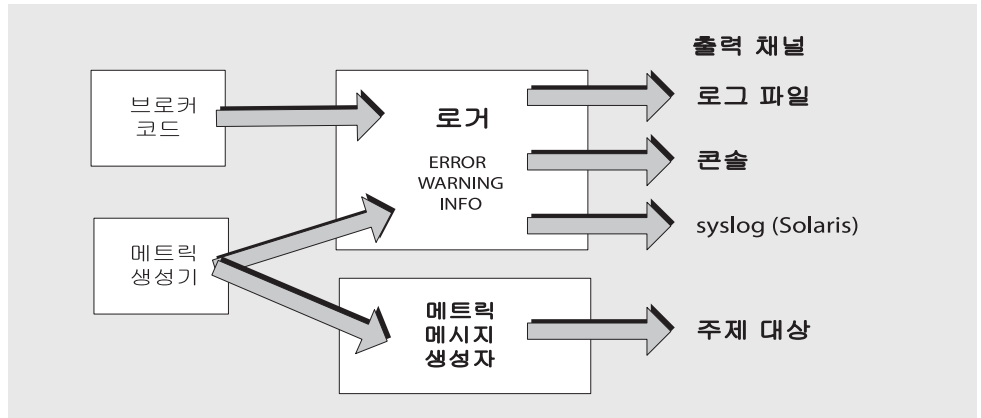 출력 채널
브로커
코드
로거
ERROR
WARNING
INFO
로그 파일
콘솔
syslog (Solaris)
메트릭
생성기
메트릭
메시지
생성자
주제 대상